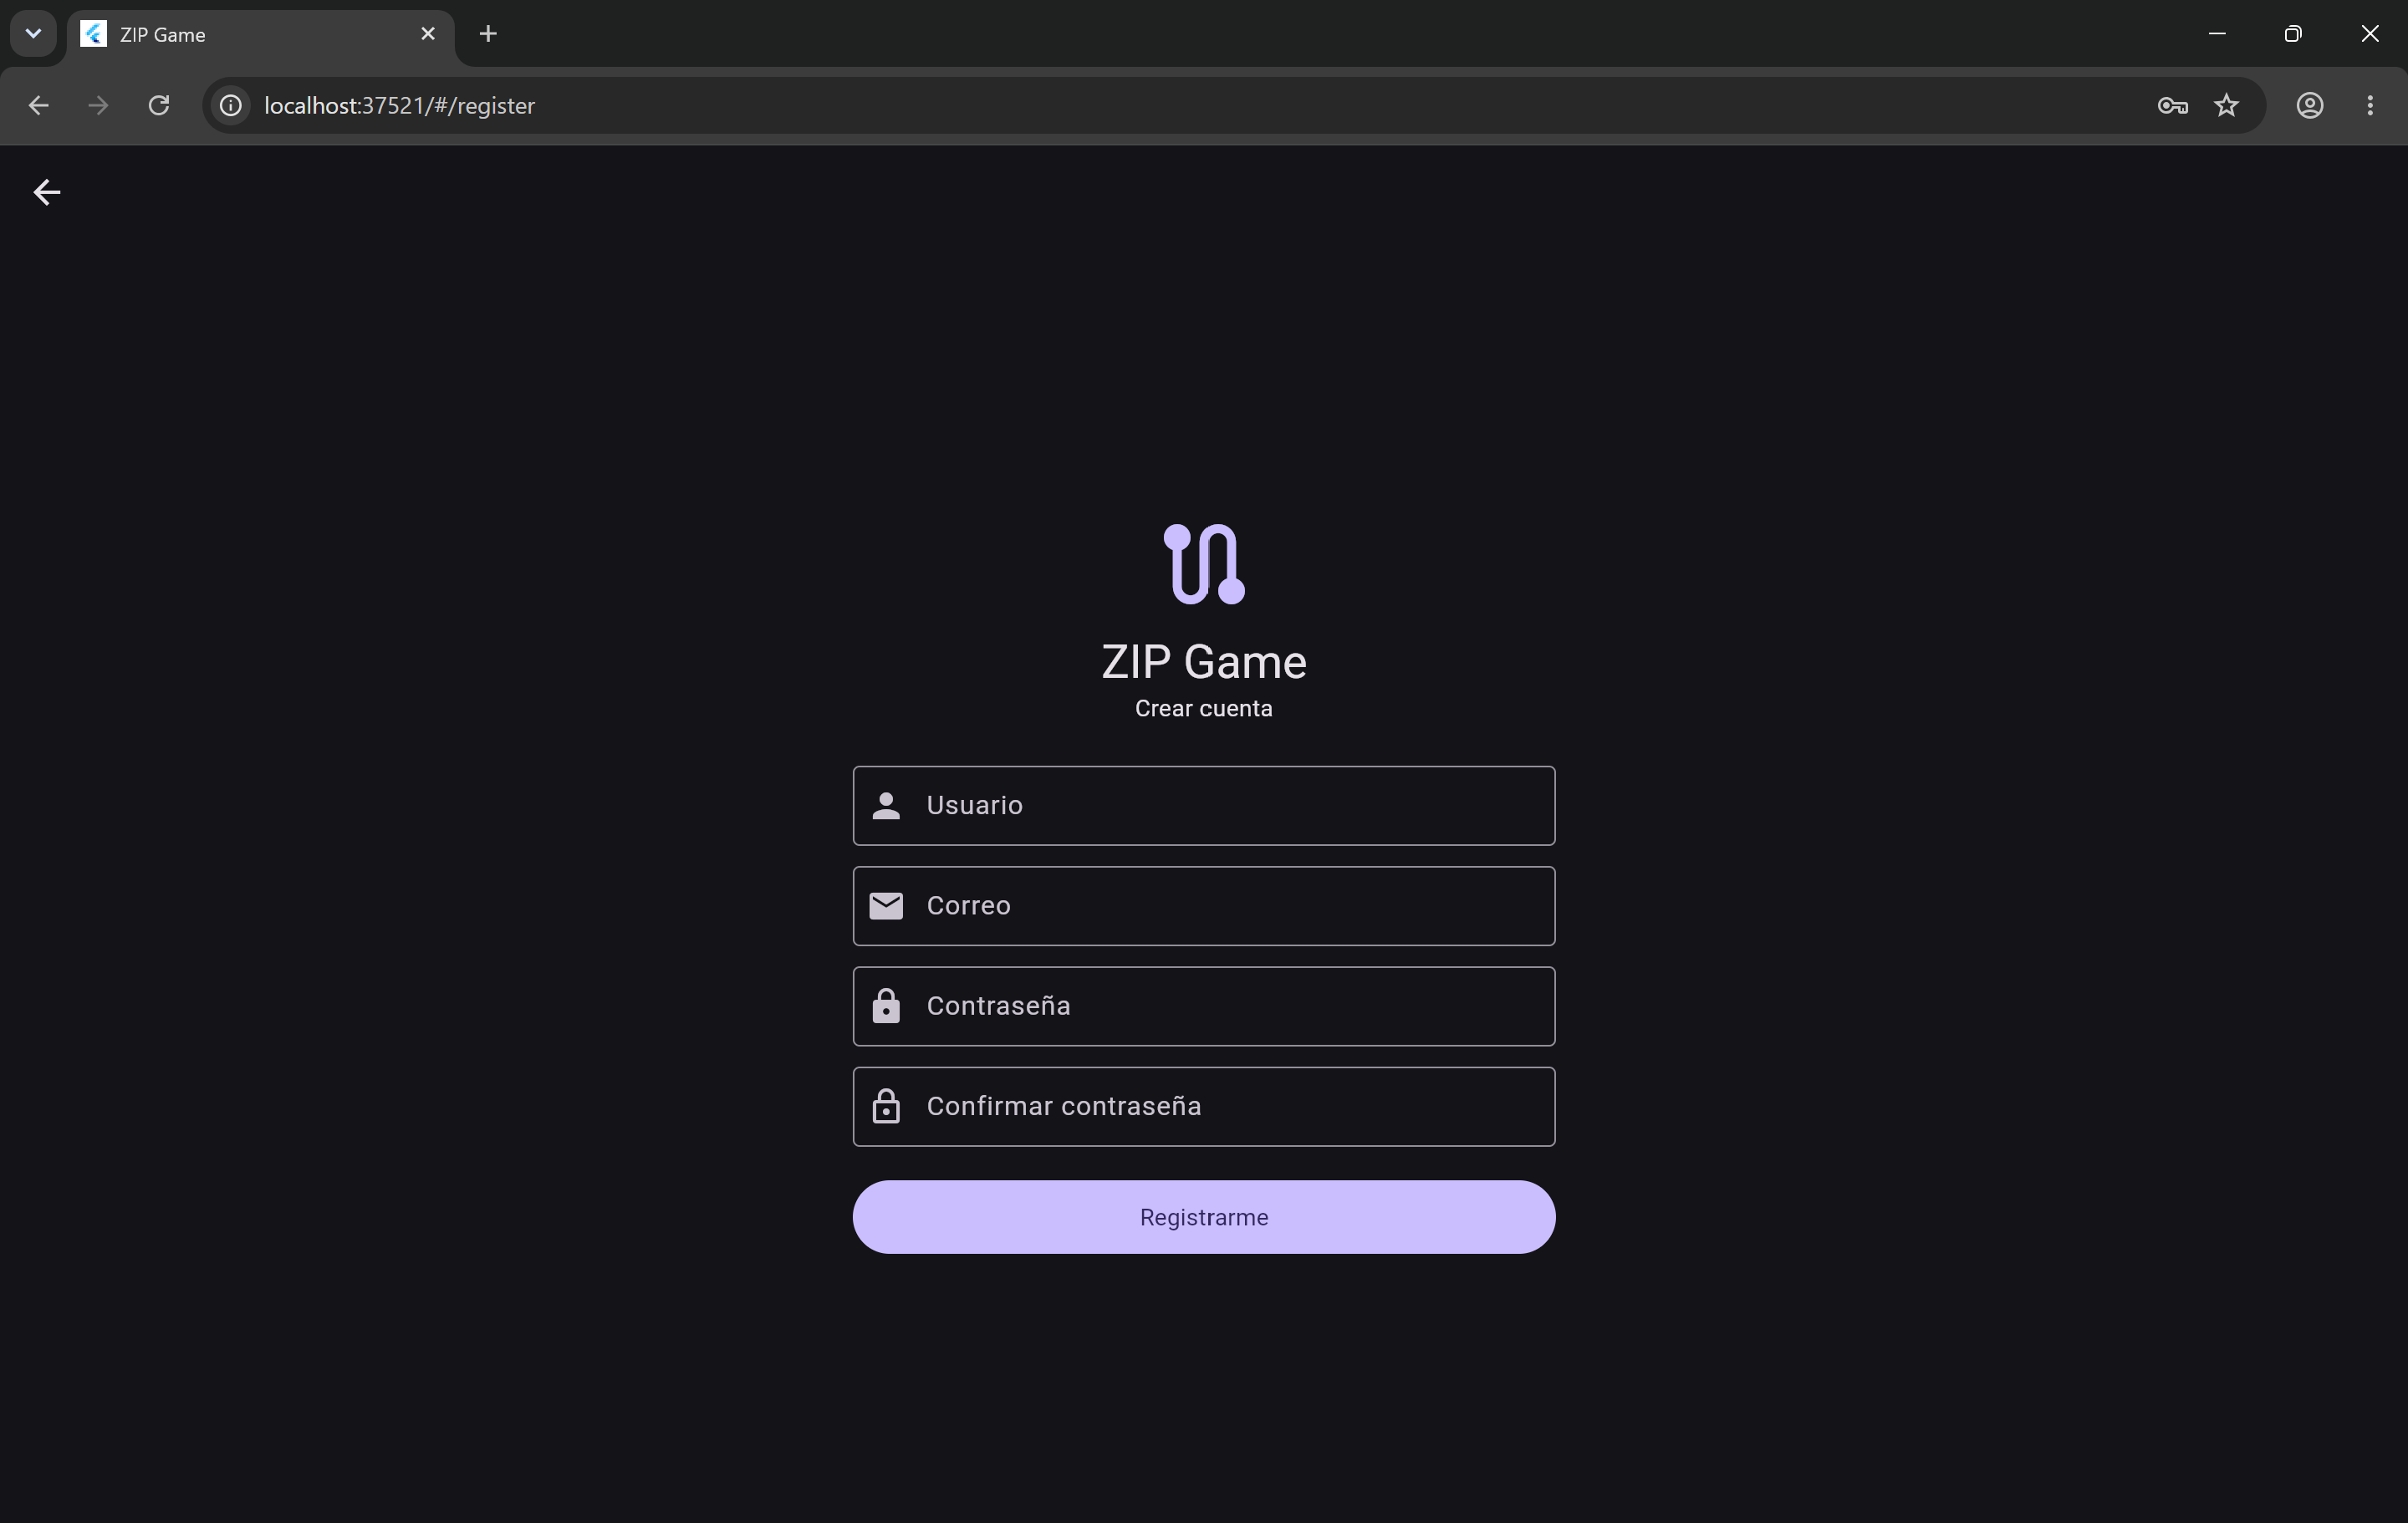 ZIP Game
localhost:37521/#/register
ZIP Game
Crear cuenta
Usuario
Correo
Contraseña
Confirmar contraseña
Registrarme